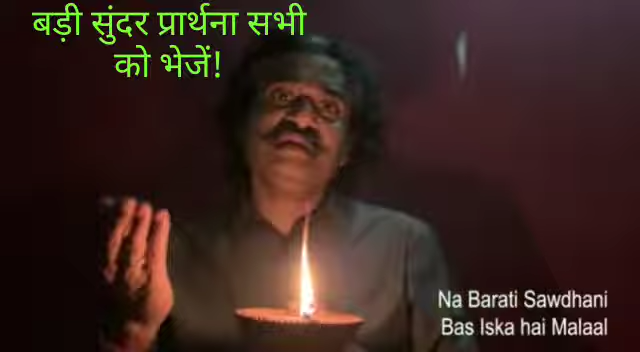 बड़ी सुंदर प्रार्थना सभी
को भेजें!
Na Barati Sawdhani
Bas Iska hai Malaal